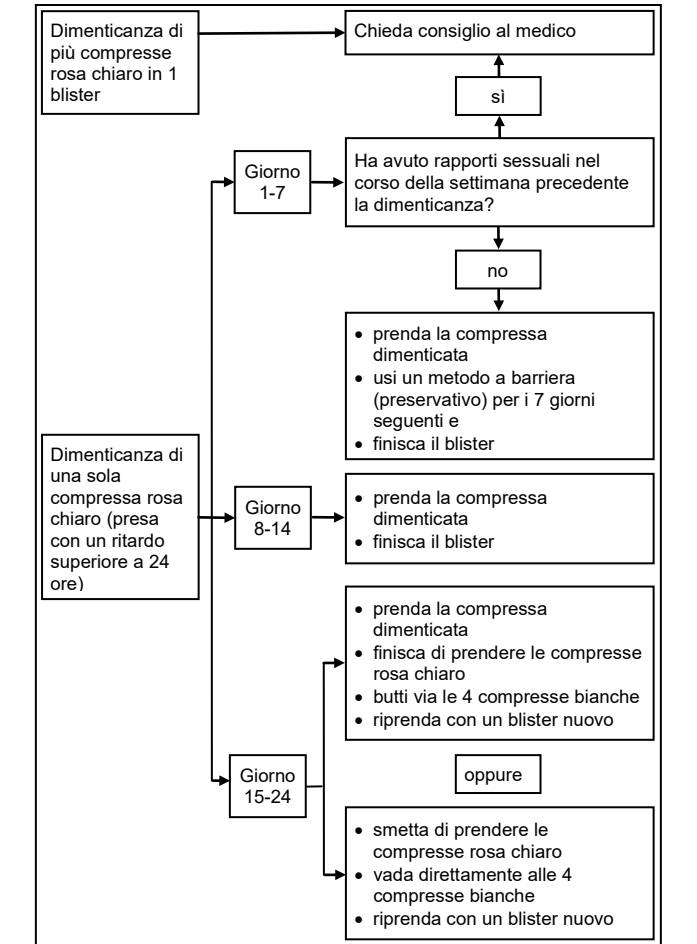 Dimenticanza di
più compresse
rosa chiaro in 1
blister
Chieda consiglio al medico
sì
Giorno
1-7
Ha avuto rapporti sessuali nel
corso della settimana precedente
la dimenticanza?
no
• prenda la compressa
dimenticata
• usi un metodo a barriera
(preservativo) per i 7 giorni
seguenti e
• finisca il blister
Dimenticanza di
una sola
compressa rosa
chiaro (presa
con un ritardo
superiore a 24
ore)
Giorno
8-14
• prenda la compressa
dimenticata
• finisca il blister
Giorno
15-24
• prenda la compressa
dimenticata
• finisca di prendere le compresse
rosa chiaro
• butti via le 4 compresse bianche
• riprenda con un blister nuovo
oppure
• smetta di prendere le
compresse rosa chiaro
• vada direttamente alle 4
compresse bianche
• riprenda con un blister nuovo